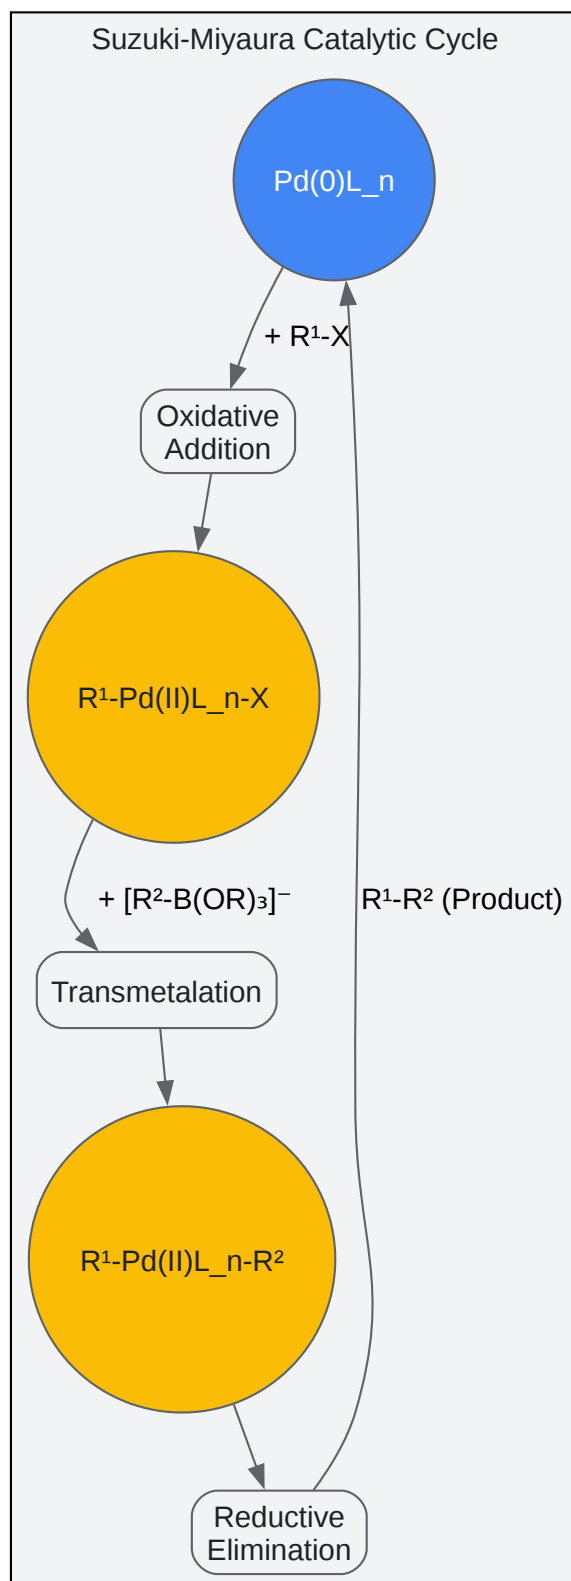 Suzuki-Miyaura Catalytic Cycle
Pd(0)L_n
+ R¹-X
Oxidative
Addition
R¹-Pd(II)L_n-X
+ [R²-B(OR)₃]⁻
R¹-R² (Product)
Transmetalation
R¹-Pd(II)L_n-R²
Reductive
Elimination